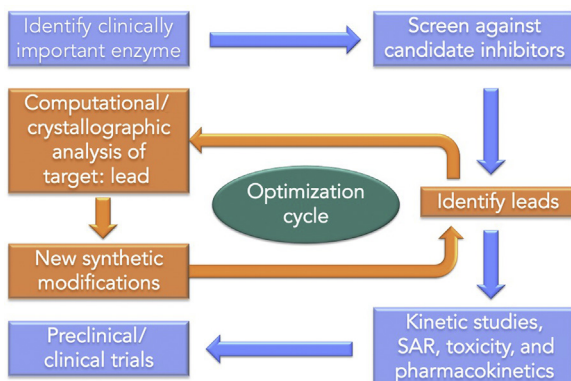 Identify clinically
important enzyme
Screen against
candidate inhibitors
Computational/
crystallographic
analysis of
target: lead
Optimization
cycle
Identify leads
New synthetic
modifications
Preclinical/
clinical trials
Kinetic studies,
SAR, toxicity, and
pharmacokinetics